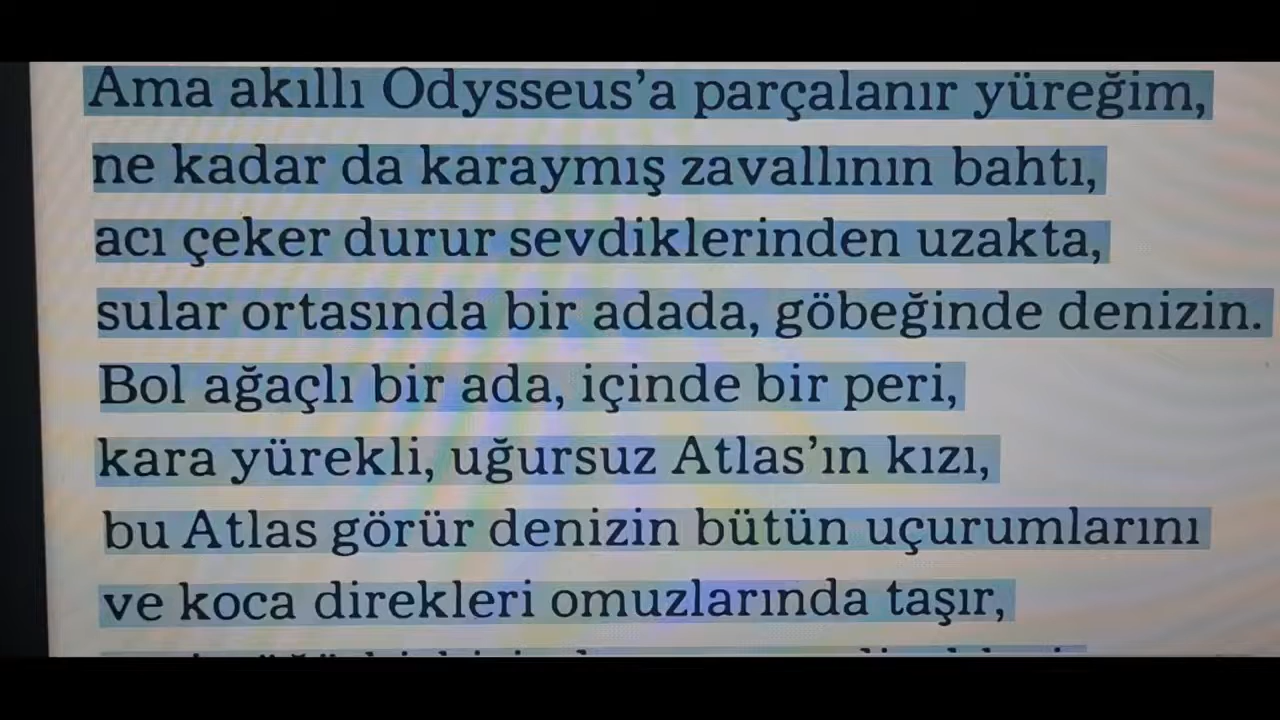 Ama akıllı Odysseus’a parçalanır yüreğim,
ne kadar da karaymış zavallının bahtı,
acı çeker durur sevdiklerinden uzakta,
sular ortasında bir adada, göbeğinde denizin.
Bol ağaçlı bir ada, içinde bir peri,
kara yürekli, uğursuz Atlas’ın kızı,
bu Atlas görür denizin bütün uçurumlarını
ve koca direkleri omuzlarında taşır,